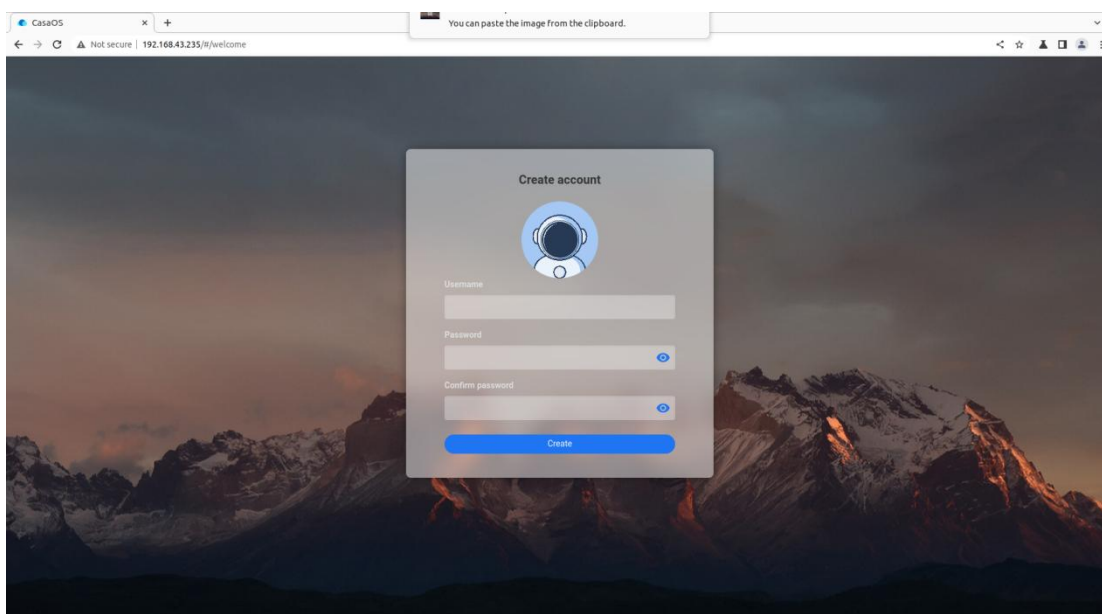 CasaOS
You can paste the image from the clipboard.
Not secure | 192.168.43.235/#/welcome
Create account
Username
Password
Confirm password
Create